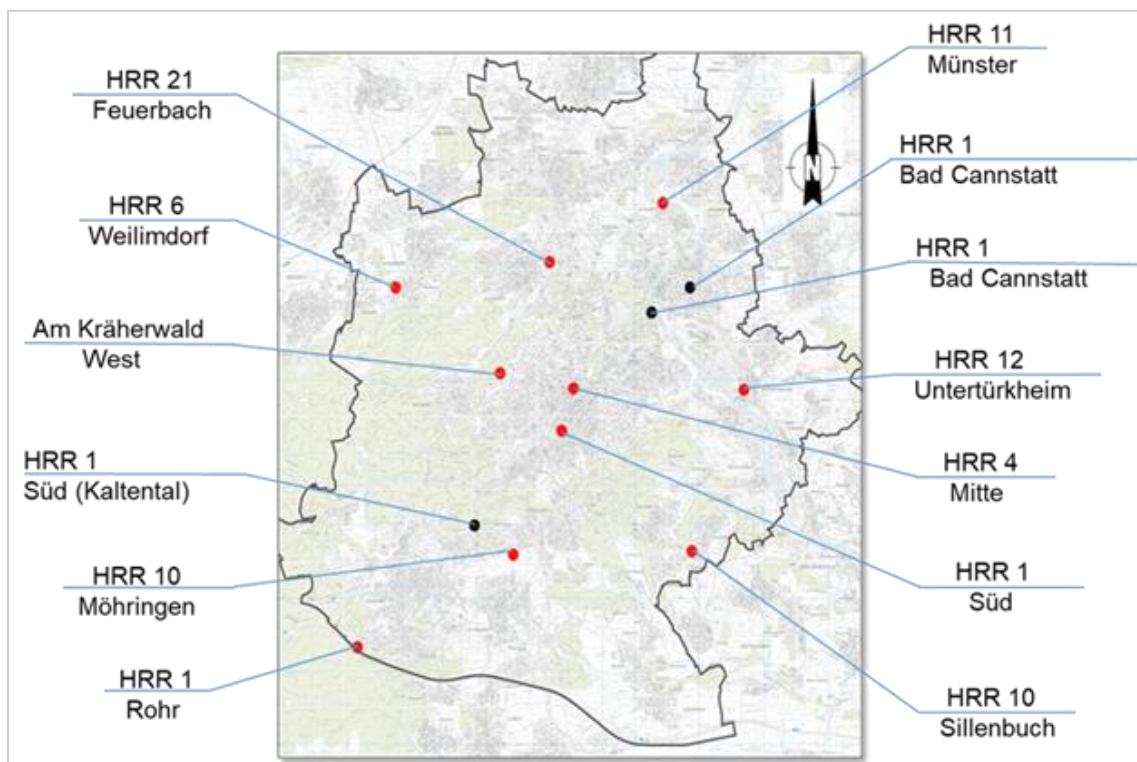 HRR 21
Feuerbach
HRR 6
Weilimdorf
Am Kräherwald
West
HRR 1
Süd (Kaltental)
HRR 10
Möhringen
HRR 1
Rohr
HRR 11
Münster
N
HRR 1
Bad Cannstatt
HRR 1
Bad Cannstatt
HRR 12
Untertürkheim
HRR 4
Mitte
HRR 1
Süd
HRR 10
Sillenbuch